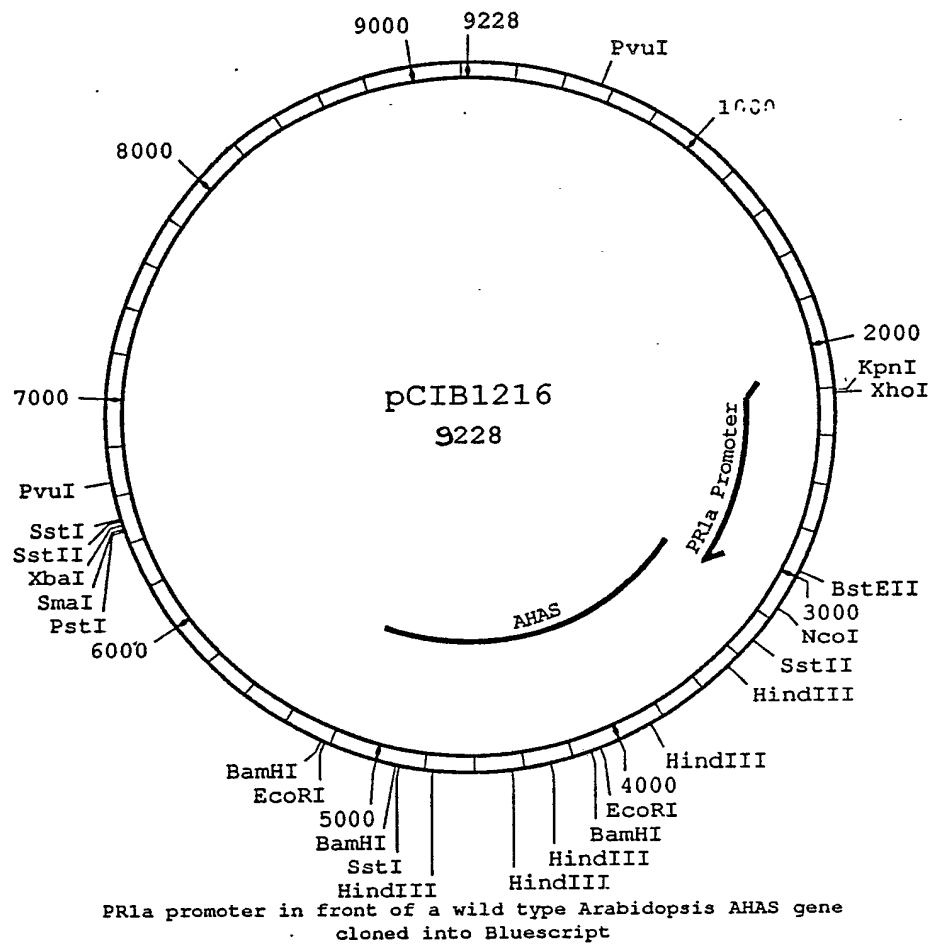 9000
9228
PvuI
8000
2000
KpnI
XhoI
7000
pCIB1216
9228
PR1a Promoter
PvuI
SstI
SstII
XbaI
SmaI
PstI
6000
AHAS
BstEII
3000
NcoI
SstII
HindIII
HindIII
4000
EcoRI
BamHI
HindIII
HindIII
BamHI
EcoRI
5000
BamHI
SstI
HindIII
PR1a promoter in front of a wild type Arabidopsis AHAS gene
cloned into Bluescript